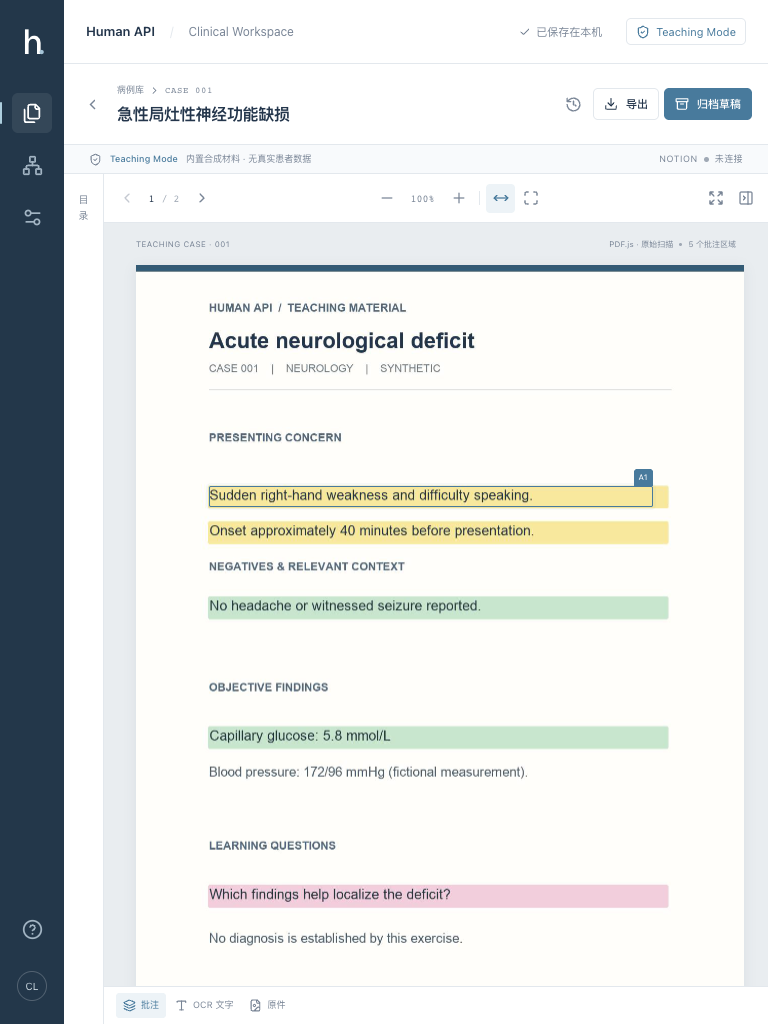 h.
Human API / Clinical Workspace
已保存在本机
Teaching Mode
病例库 > CASE 001
急性局灶性神经功能缺损
导出
归档草稿
Teaching Mode 内置合成材料 · 无真实患者数据
NOTION • 未连接
目录
1 / 2
100%
TEACHING CASE · 001
PDF.js · 原始扫描 • 5 个批注区域
HUMAN API / TEACHING MATERIAL
Acute neurological deficit
CASE 001 | NEUROLOGY | SYNTHETIC
PRESENTING CONCERN
A1
Sudden right-hand weakness and difficulty speaking.
Onset approximately 40 minutes before presentation.
NEGATIVES & RELEVANT CONTEXT
No headache or witnessed seizure reported.
OBJECTIVE FINDINGS
Capillary glucose: 5.8 mmol/L
Blood pressure: 172/96 mmHg (fictional measurement).
LEARNING QUESTIONS
Which findings help localize the deficit?
No diagnosis is established by this exercise.
CL
批注
OCR 文字
原件